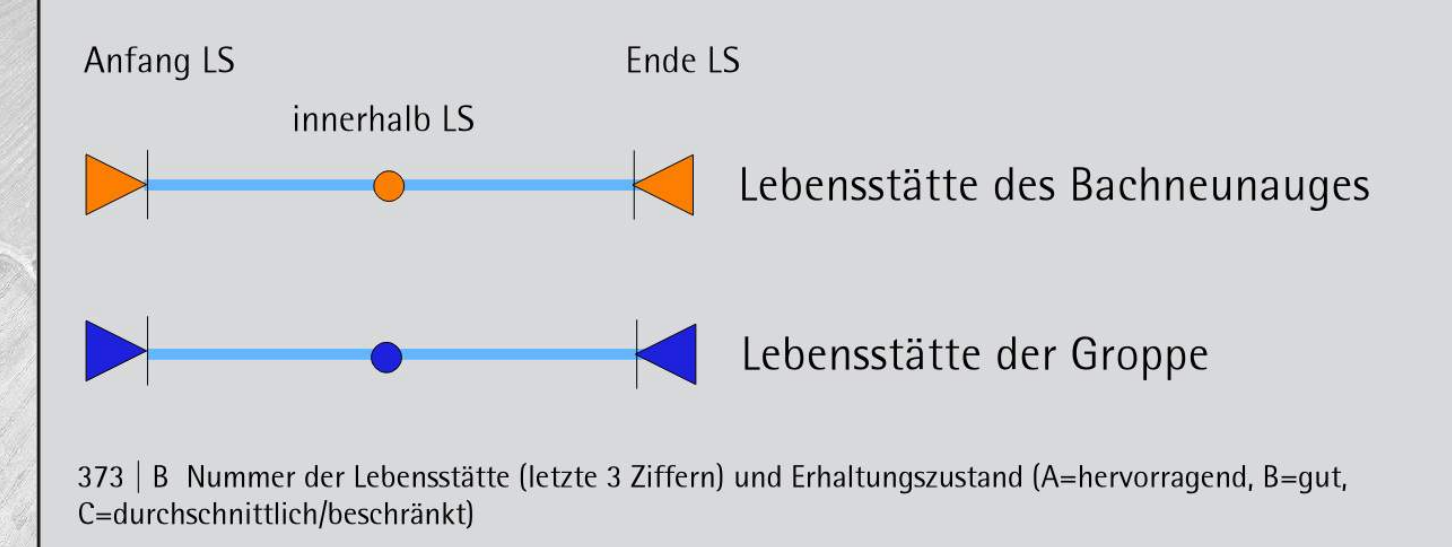 Anfang LS
Ende LS
innerhalb LS
Lebensstätte des Bachneunauges
Lebensstätte der Groppe
373 | B Nummer der Lebensstätte (letzte 3 Ziffern) und Erhaltungszustand (A=hervorragend, B=gut,
C=durchschnittlich/beschränkt)